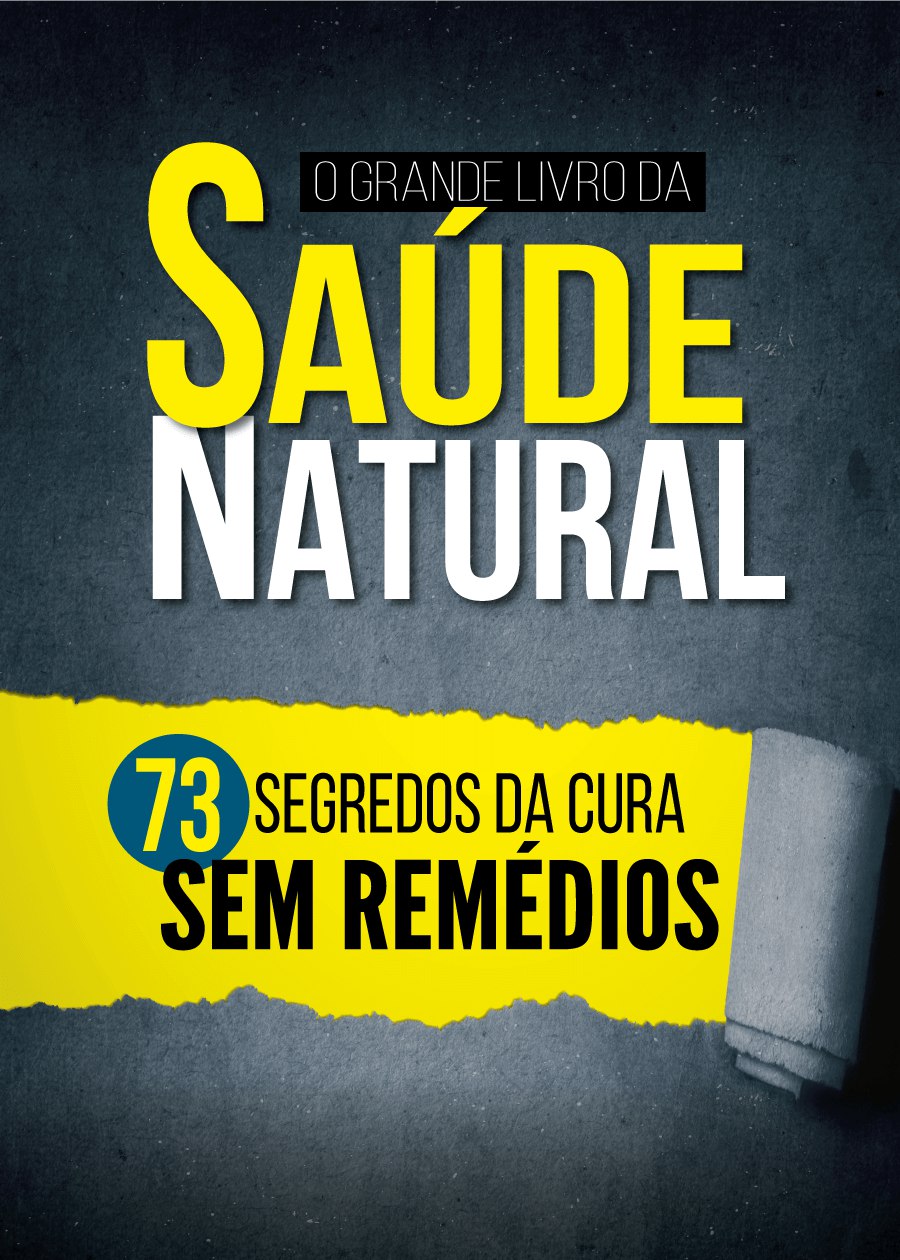 O GRANDE LIVRO DA
SAÚDE
NATURAL
73 SEGREDOS DA CURA
SEM REMÉDIOS